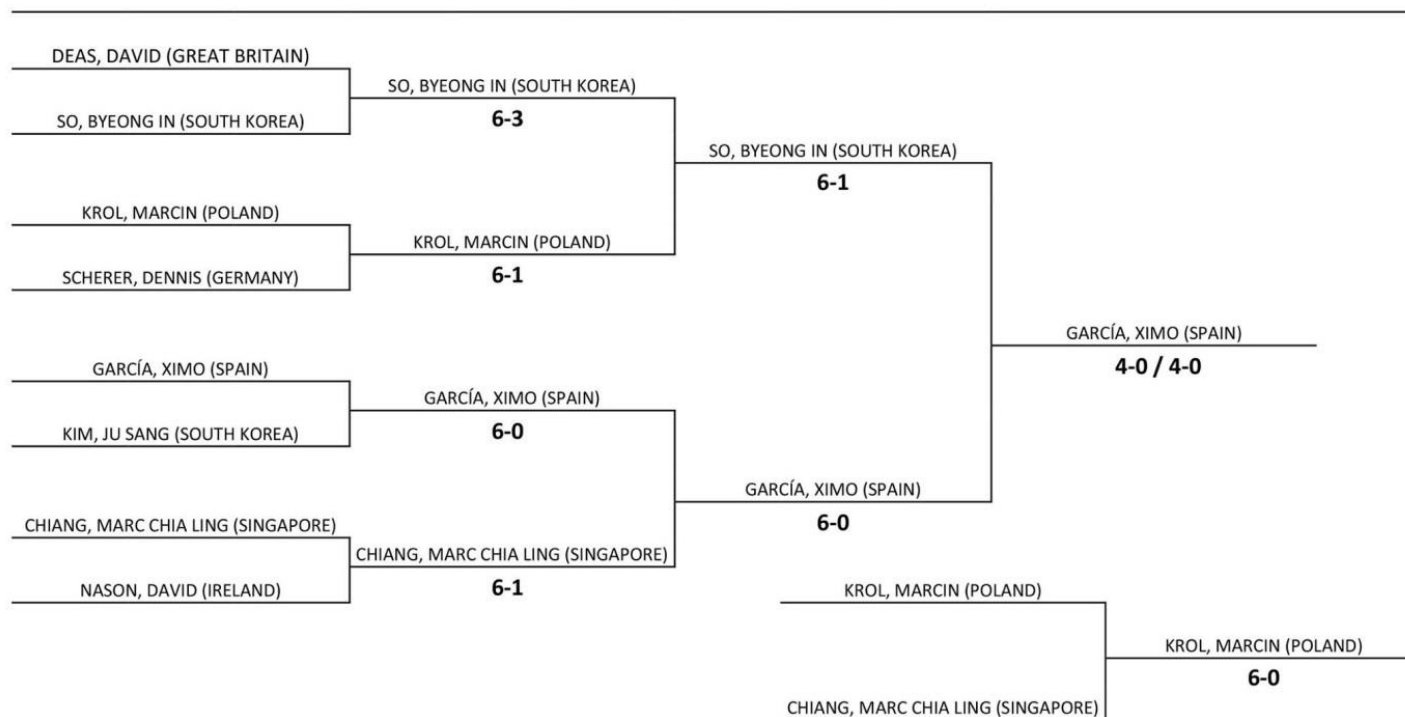 DEAS, DAVID (GREAT BRITAIN)
SO, BYEONG IN (SOUTH KOREA)
KROL, MARCIN (POLAND)
SCHERER, DENNIS (GERMANY)
GARCÍA, XIMO (SPAIN)
KIM, JU SANG (SOUTH KOREA)
CHIANG, MARC CHIA LING (SINGAPORE)
NASON, DAVID (IRELAND)
SO, BYEONG IN (SOUTH KOREA)
6-3
KROL, MARCIN (POLAND)
6-1
GARCÍA, XIMO (SPAIN)
6-0
CHIANG, MARC CHIA LING (SINGAPORE)
6-1
SO, BYEONG IN (SOUTH KOREA)
6-1
GARCÍA, XIMO (SPAIN)
6-0
GARCÍA, XIMO (SPAIN)
4-0 / 4-0
KROL, MARCIN (POLAND)
CHIANG, MARC CHIA LING (SINGAPORE)
KROL, MARCIN (POLAND)
6-0